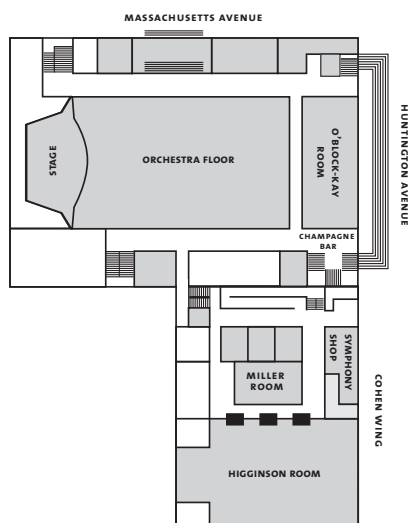 MASSACHUSETTS AVENUE
HUNTINGTON AVENUE
STAGE
ORCHESTRA FLOOR
O'BLOCK-KAY
ROOM
CHAMPAGNE
BAR
MILLER
ROOM
SYMPHONY
SHOP
COHEN WING
HIGGINSON ROOM